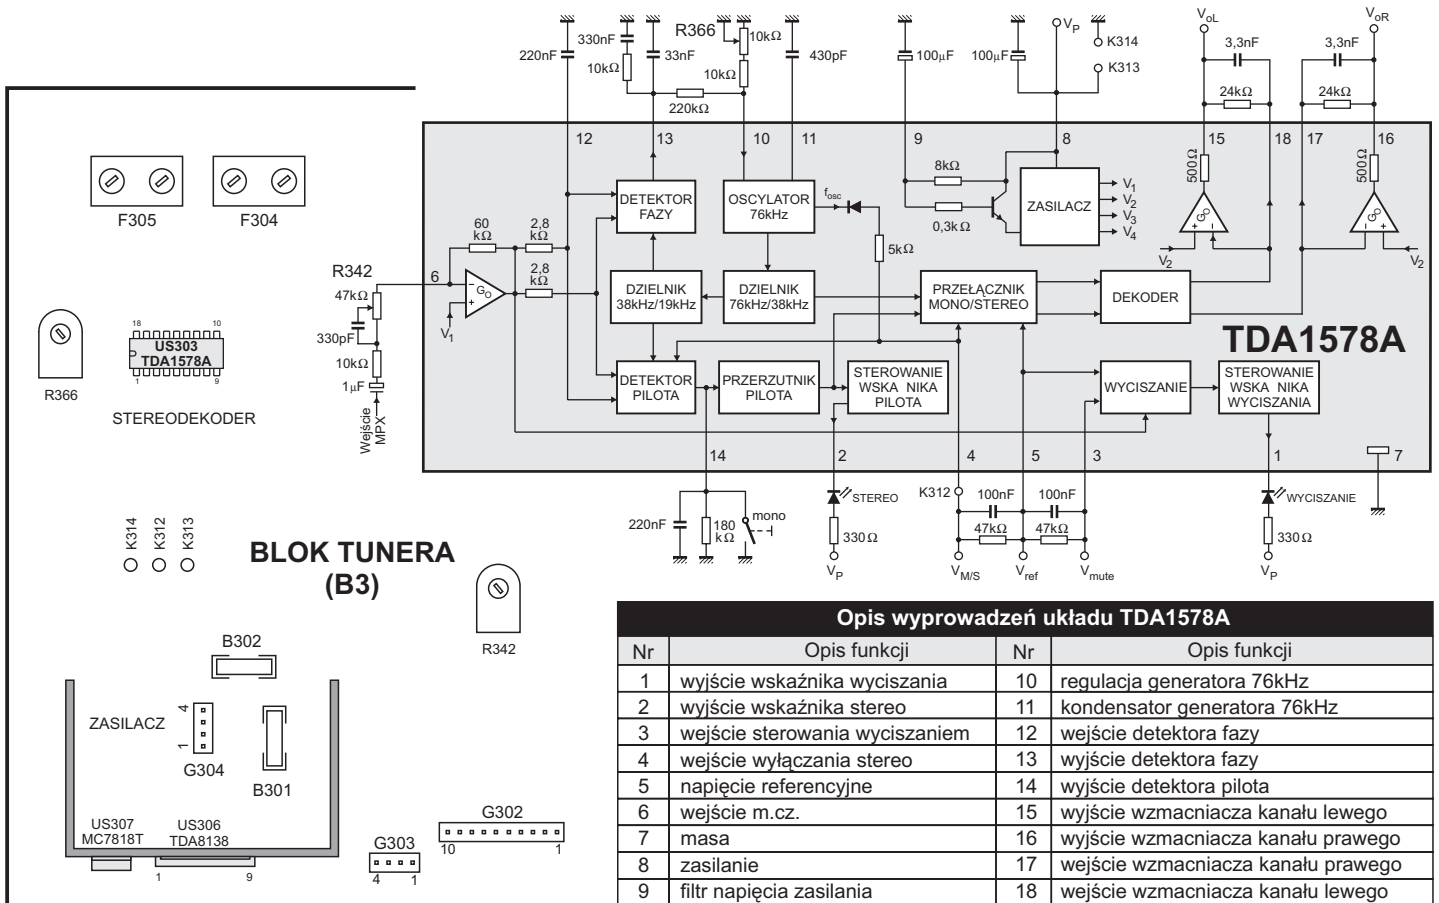 V_oL
V_oR
330nF
R366
10kΩ
V_P
K314
3,3nF
3,3nF
220nF
33nF
430pF
100µF
100µF
K313
10kΩ
10kΩ
24kΩ
24kΩ
220kΩ
12
13
10
11
9
8
15
18
17
16
F305
F304
DETEKTOR
FAZY
OSCYLATOR
76kHz
f_osc
8kΩ
0,3kΩ
ZASILACZ
V_1
V_2
V_3
V_4
500Ω
500Ω
G_O
G_O
+
-
-
+
V_2
V_2
60
kΩ
2,8
kΩ
2,8
kΩ
5kΩ
R342
47kΩ
6
-
G_O
+
V_1
DZIELNIK
38kHz/19kHz
DZIELNIK
76kHz/38kHz
PRZEŁĄCZNIK
MONO/STEREO
DEKODER
TDA1578A
330pF
10kΩ
1µF
Wejście
MPX
18
10
US303
TDA1578A
1
9
R366
STEREODEKODER
DETEKTOR
PILOTA
PRZERZUTNIK
PILOTA
STEROWANIE
WSKA NIKA
PILOTA
WYCISZANIE
STEROWANIE
WSKA NIKA
WYCISZANIA
14
2
4
5
3
1
7
220nF
180
kΩ
mono
STEREO
330Ω
V_P
K312
100nF
100nF
47kΩ
47kΩ
V_M/S
V_ref
V_mute
WYCISZANIE
330Ω
V_P
K314
K312
K313
BLOK TUNERA
(B3)
R342
B302
ZASILACZ
4
1
G304
B301
US307
MC7818T
US306
TDA8138
1
9
G303
4
1
G302
10
1
Opis wyprowadzeń układu TDA1578A
Nr Opis funkcji Nr Opis funkcji
1 wyjście wskaźnika wyciszania 10 regulacja generatora 76kHz
2 wyjście wskaźnika stereo 11 kondensator generatora 76kHz
3 wejście sterowania wyciszaniem 12 wejście detektora fazy
4 wejście wyłączania stereo 13 wyjście detektora fazy
5 napięcie referencyjne 14 wyjście detektora pilota
6 wejście m.cz. 15 wyjście wzmacniacza kanału lewego
7 masa 16 wyjście wzmacniacza kanału prawego
8 zasilanie 17 wejście wzmacniacza kanału prawego
9 filtr napięcia zasilania 18 wejście wzmacniacza kanału lewego